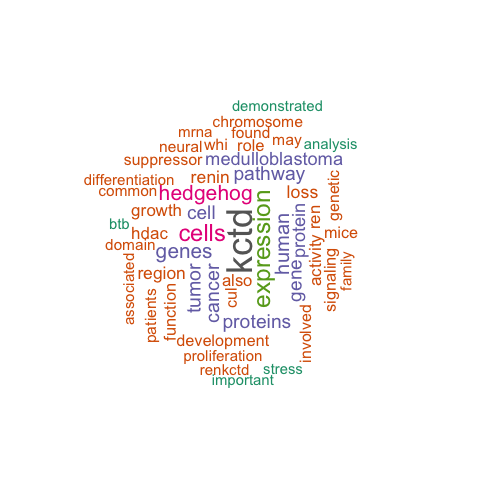 demonstrated
chromosome
mrna
found
may
neural
whi
role
analysis
suppressor
medulloblastoma
differentiation
renin
pathway
common
hedgehog
loss
genetic
growth
cell
btb
hdac
cells
kctd
expression
human
protein
ren
mice
domain
genes
activity
signaling
family
associated
region
tumor
cancer
also
cul
gene
patients
function
proteins
involved
development
proliferation
renkctd
stress
important